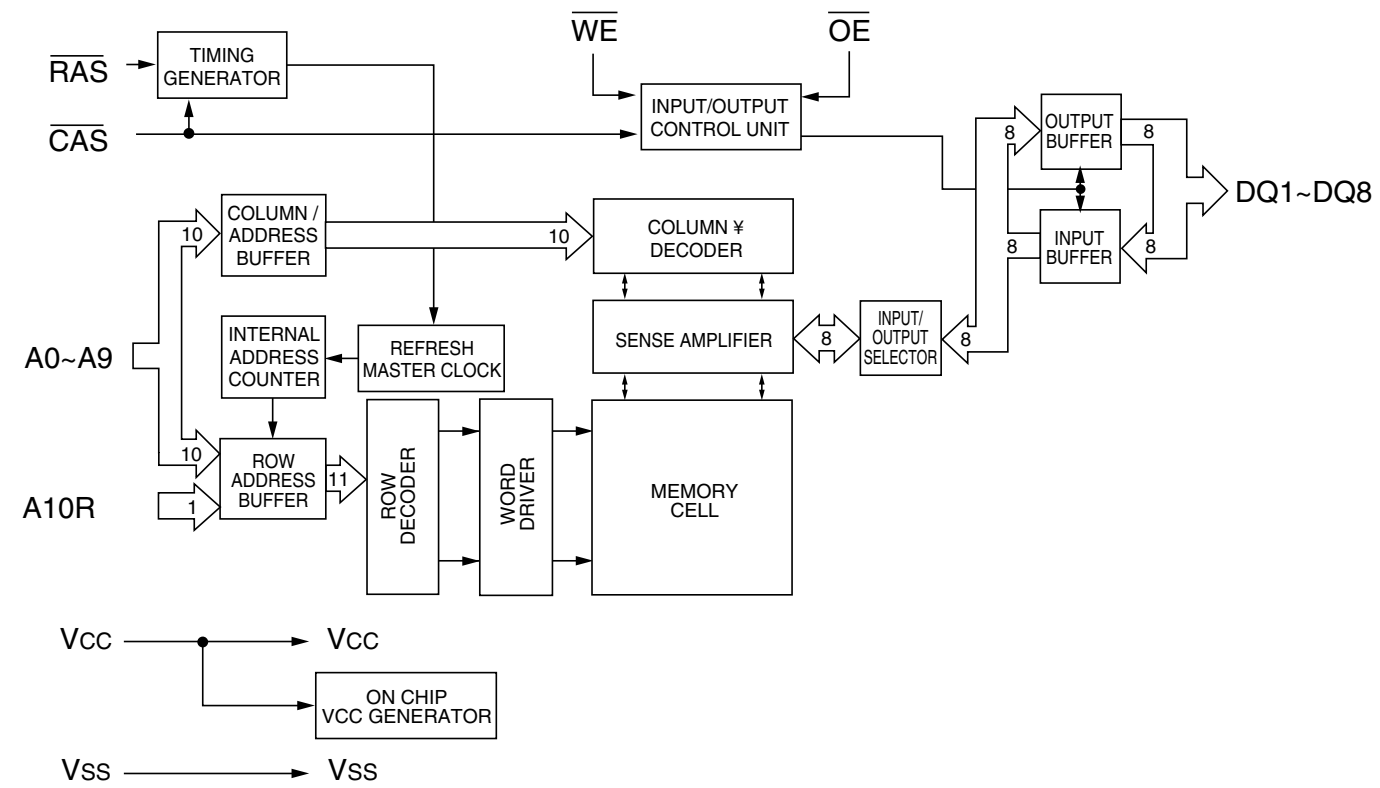 WE
OE
RAS
TIMING
GENERATOR
CAS
INPUT/OUTPUT
CONTROL UNIT
8
OUTPUT
BUFFER
8
DQ1~DQ8
COLUMN /
ADDRESS
BUFFER
10
10
COLUMN ¥
DECODER
8
INPUT
BUFFER
8
A0~A9
INTERNAL
ADDRESS
COUNTER
REFRESH
MASTER CLOCK
SENSE AMPLIFIER
8
INPUT/
OUTPUT
SELECTOR
8
10
A10R
1
ROW
ADDRESS
BUFFER
11
ROW
DECODER
WORD
DRIVER
MEMORY
CELL
VCC
VCC
ON CHIP
VCC GENERATOR
VSS
VSS